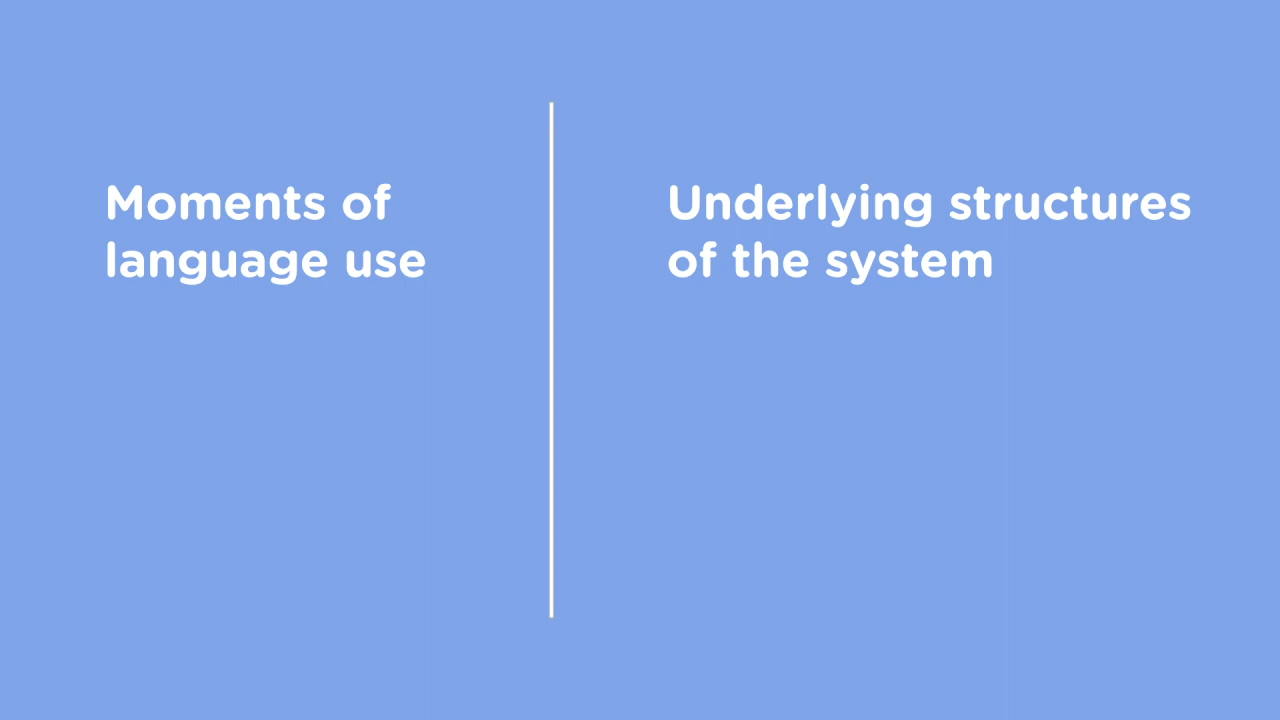 Moments of
language use
Underlying structures
of the system